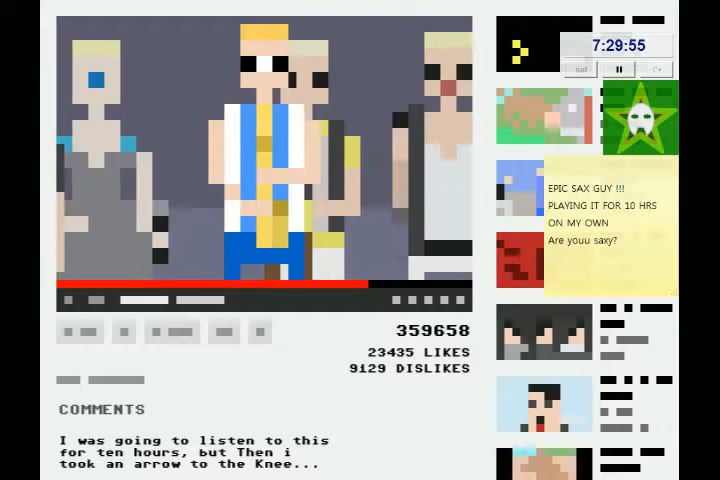 7:29:55
set
EPIC SAX GUY !!!
PLAYING IT FOR 10 HRS
ON MY OWN
Are youu saxy?
359658
23435 LIKES
9129 DISLIKES
COMMENTS
I was going to listen to this
for ten hours, but Then i
took an arrow to the Knee...